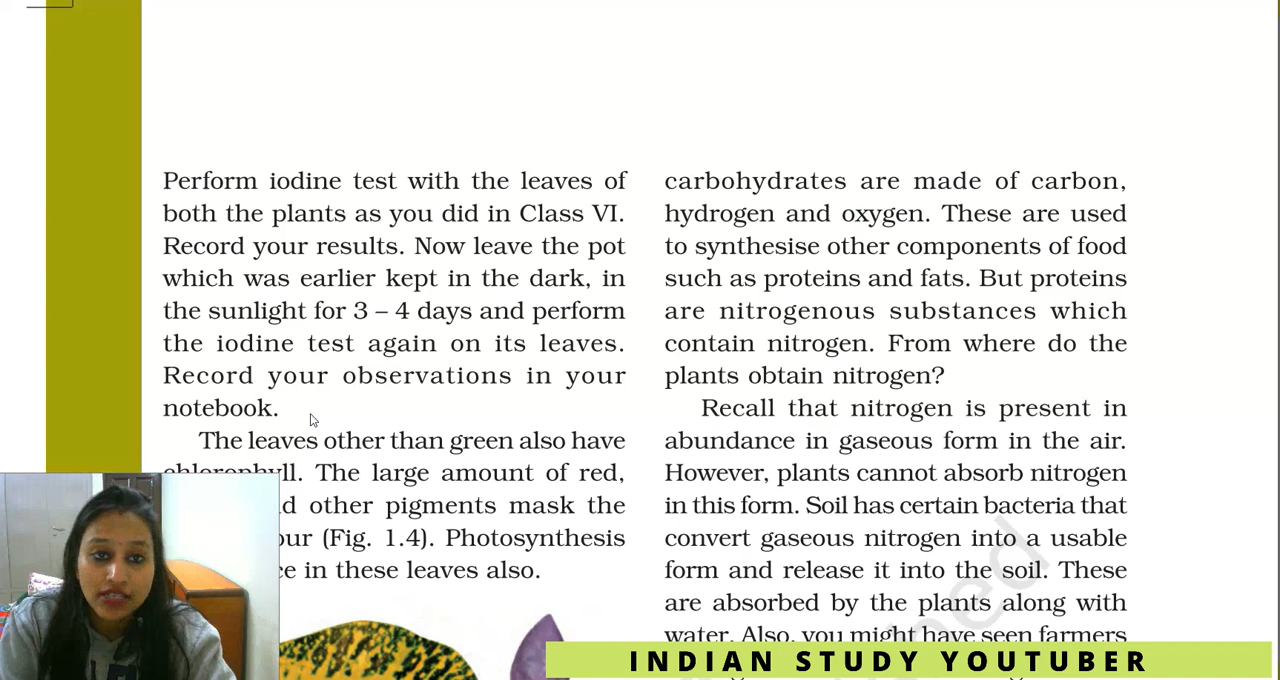 Perform iodine test with the leaves of
both the plants as you did in Class VI.
Record your results. Now leave the pot
which was earlier kept in the dark, in
the sunlight for 3 – 4 days and perform
the iodine test again on its leaves.
Record your observations in your
notebook.
The leaves other than green also have
chlorophyll. The large amount of red,
other pigments mask the
(Fig. 1.4). Photosynthesis
in these leaves also.
carbohydrates are made of carbon,
hydrogen and oxygen. These are used
to synthesise other components of food
such as proteins and fats. But proteins
are nitrogenous substances which
contain nitrogen. From where do the
plants obtain nitrogen?
Recall that nitrogen is present in
abundance in gaseous form in the air.
However, plants cannot absorb nitrogen
in this form. Soil has certain bacteria that
convert gaseous nitrogen into a usable
form and release it into the soil. These
are absorbed by the plants along with
water. Also, you might have seen farmers
INDIAN STUDY YOUTUBER